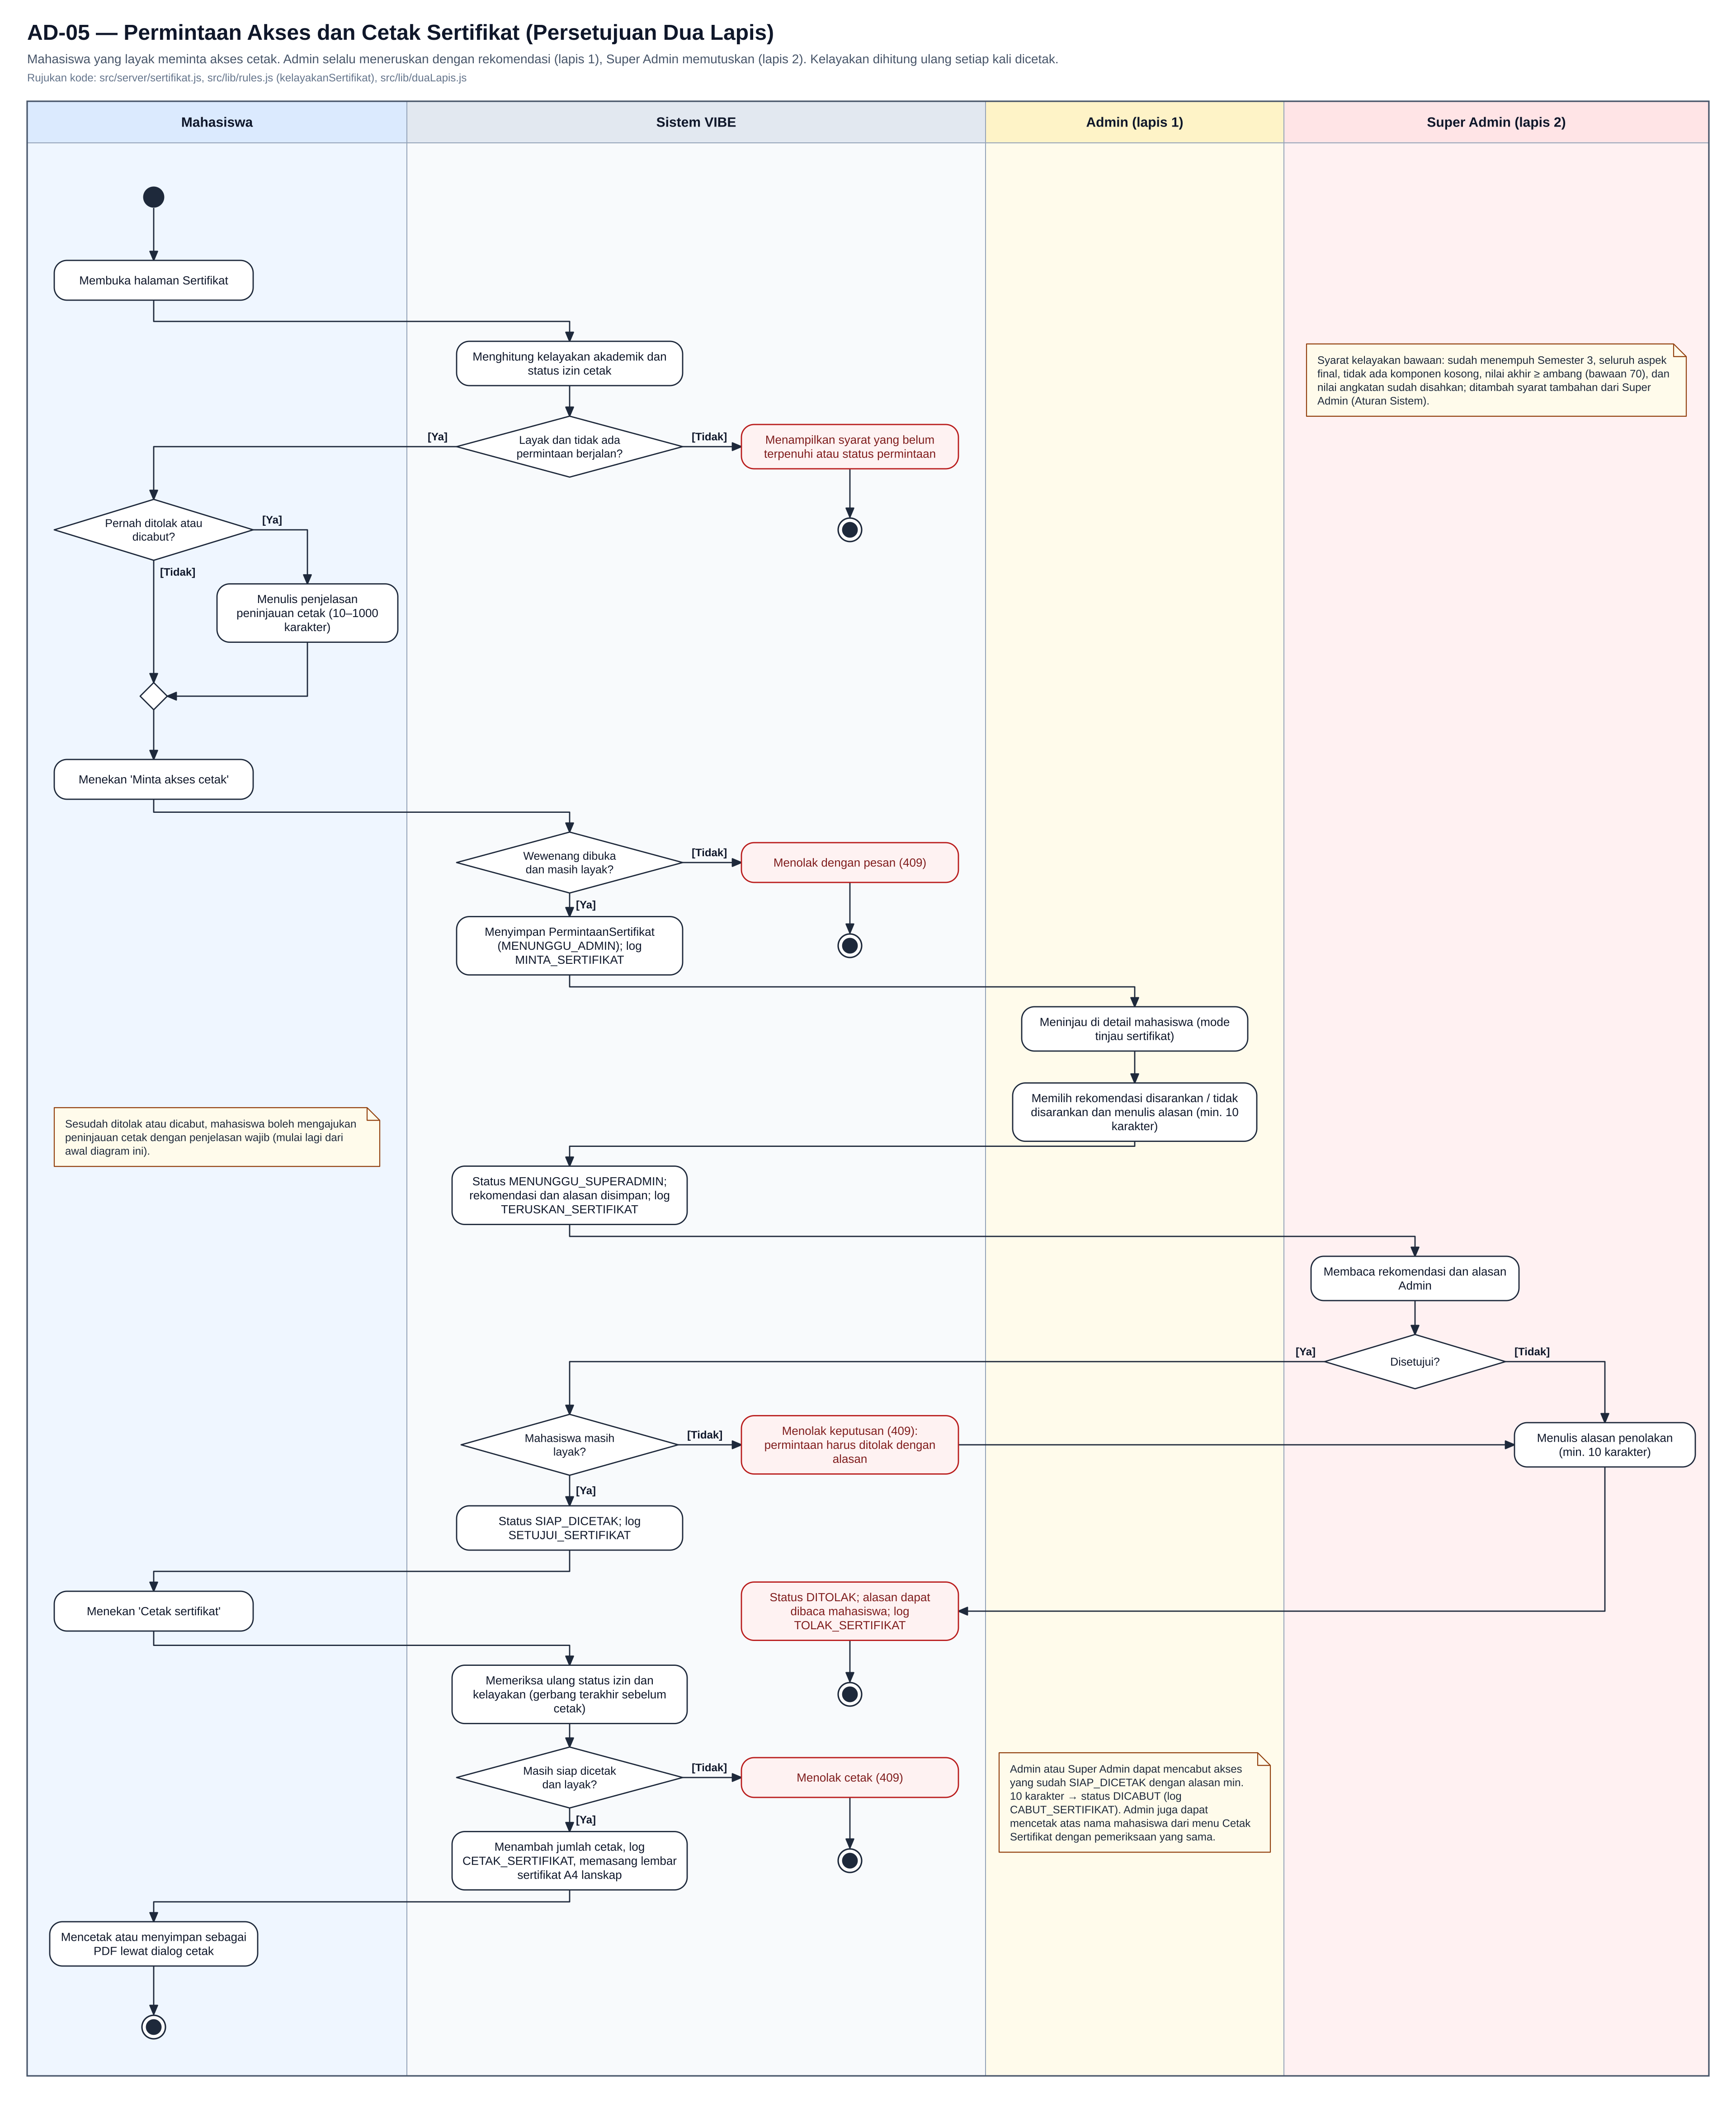 AD-05 — Permintaan Akses dan Cetak Sertifikat (Persetujuan Dua Lapis)
Mahasiswa yang layak meminta akses cetak. Admin selalu meneruskan dengan rekomendasi (lapis 1), Super Admin memutuskan (lapis 2). Kelayakan dihitung ulang setiap kali dicetak.
Rujukan kode: src/server/sertifikat.js, src/lib/rules.js (kelayakanSertifikat), src/lib/duaLapis.js
Mahasiswa
Sistem VIBE
Admin (lapis 1)
Super Admin (lapis 2)
Membuka halaman Sertifikat
Menghitung kelayakan akademik dan
status izin cetak
Syarat kelayakan bawaan: sudah menempuh Semester 3, seluruh aspek
final, tidak ada komponen kosong, nilai akhir ≥ ambang (bawaan 70), dan
nilai angkatan sudah disahkan; ditambah syarat tambahan dari Super
Admin (Aturan Sistem).
[Ya]
Layak dan tidak ada
permintaan berjalan?
[Tidak]
Menampilkan syarat yang belum
terpenuhi atau status permintaan
Pernah ditolak atau
dicabut?
[Ya]
[Tidak]
Menulis penjelasan
peninjauan cetak (10–1000
karakter)
Menekan 'Minta akses cetak'
Wewenang dibuka
dan masih layak?
[Tidak]
Menolak dengan pesan (409)
[Ya]
Menyimpan PermintaanSertifikat
(MENUNGGU_ADMIN); log
MINTA_SERTIFIKAT
Meninjau di detail mahasiswa (mode
tinjau sertifikat)
Memilih rekomendasi disarankan / tidak
disarankan dan menulis alasan (min. 10
karakter)
Sesudah ditolak atau dicabut, mahasiswa boleh mengajukan
peninjauan cetak dengan penjelasan wajib (mulai lagi dari
awal diagram ini).
Status MENUNGGU_SUPERADMIN;
rekomendasi dan alasan disimpan; log
TERUSKAN_SERTIFIKAT
Membaca rekomendasi dan alasan
Admin
[Ya]
Disetujui?
[Tidak]
Mahasiswa masih
layak?
[Tidak]
Menolak keputusan (409):
permintaan harus ditolak dengan
alasan
Menulis alasan penolakan
(min. 10 karakter)
[Ya]
Status SIAP_DICETAK; log
SETUJUI_SERTIFIKAT
Menekan 'Cetak sertifikat'
Status DITOLAK; alasan dapat
dibaca mahasiswa; log
TOLAK_SERTIFIKAT
Memeriksa ulang status izin dan
kelayakan (gerbang terakhir sebelum
cetak)
Masih siap dicetak
dan layak?
[Tidak]
Menolak cetak (409)
Admin atau Super Admin dapat mencabut akses
yang sudah SIAP_DICETAK dengan alasan min.
10 karakter → status DICABUT (log
CABUT_SERTIFIKAT). Admin juga dapat
mencetak atas nama mahasiswa dari menu Cetak
Sertifikat dengan pemeriksaan yang sama.
[Ya]
Menambah jumlah cetak, log
CETAK_SERTIFIKAT, memasang lembar
sertifikat A4 lanskap
Mencetak atau menyimpan sebagai
PDF lewat dialog cetak